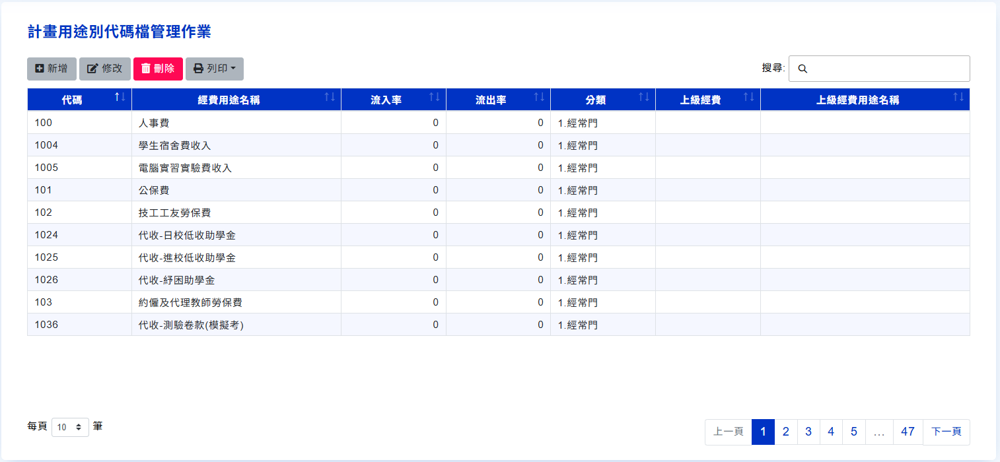 計畫用途別代碼檔管理作業
新增 修改 刪除 列印 搜尋:
代碼 經費用途名稱 流入率 流出率 分類 上級經費 上級經費用途名稱
100 人事費 0 0 1.經常門
1004 學生宿舍費收入 0 0 1.經常門
1005 電腦實習實驗費收入 0 0 1.經常門
101 公保費 0 0 1.經常門
102 技工工友勞保費 0 0 1.經常門
1024 代收-日校低收助學金 0 0 1.經常門
1025 代收-進校低收助學金 0 0 1.經常門
1026 代收-紓困助學金 0 0 1.經常門
103 約僱及代理教師勞保費 0 0 1.經常門
1036 代收-測驗卷款(模擬考) 0 0 1.經常門
每頁 10 筆 上一頁 1 2 3 4 5 … 47 下一頁